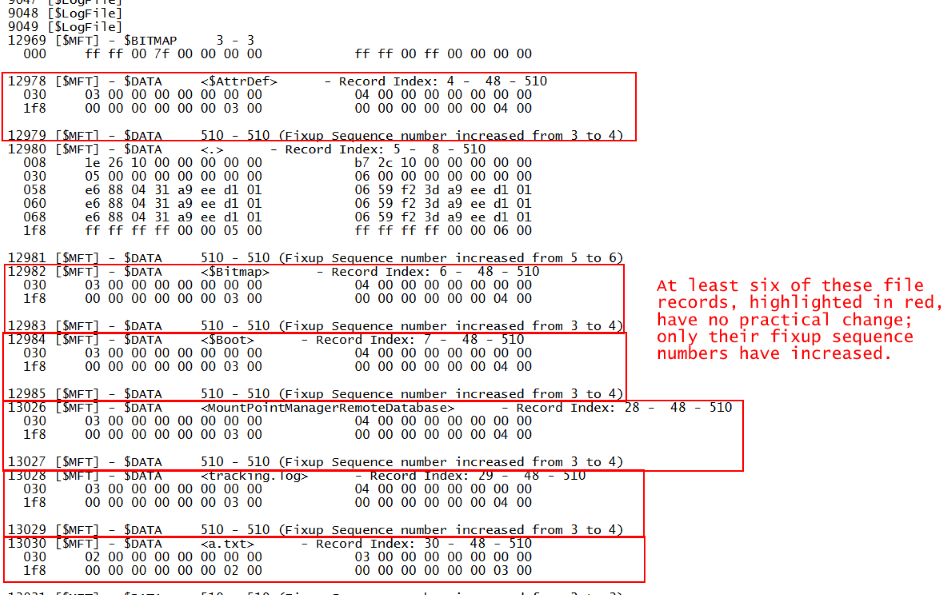 9047 [$LogFile]
9048 [$LogFile]
9049 [$LogFile]
12969 [$MFT] - $BITMAP 3 - 3
000 ff ff 00 7f 00 00 00 00 ff ff 00 ff 00 00 00 00
12978 [$MFT] - $DATA <$AttrDef> - Record Index: 4 - 48 - 510
030 03 00 00 00 00 00 00 00 04 00 00 00 00 00 00 00
1f8 00 00 00 00 00 00 03 00 00 00 00 00 00 00 04 00
12979 [$MFT] - $DATA 510 - 510 (Fixup Sequence number increased from 3 to 4)
12980 [$MFT] - $DATA <.> - Record Index: 5 - 8 - 510
008 1e 26 10 00 00 00 00 00 b7 2c 10 00 00 00 00 00
030 05 00 00 00 00 00 00 00 06 00 00 00 00 00 00 00
058 e6 88 04 31 a9 ee d1 01 06 59 f2 3d a9 ee d1 01
060 e6 88 04 31 a9 ee d1 01 06 59 f2 3d a9 ee d1 01
068 e6 88 04 31 a9 ee d1 01 06 59 f2 3d a9 ee d1 01
1f8 ff ff ff ff 00 00 05 00 ff ff ff ff 00 00 06 00
12981 [$MFT] - $DATA 510 - 510 (Fixup Sequence number increased from 5 to 6)
12982 [$MFT] - $DATA <$Bitmap> - Record Index: 6 - 48 - 510
030 03 00 00 00 00 00 00 00 04 00 00 00 00 00 00 00
1f8 00 00 00 00 00 00 03 00 00 00 00 00 00 00 04 00
12983 [$MFT] - $DATA 510 - 510 (Fixup Sequence number increased from 3 to 4)
12984 [$MFT] - $DATA <$Boot> - Record Index: 7 - 48 - 510
030 03 00 00 00 00 00 00 00 04 00 00 00 00 00 00 00
1f8 00 00 00 00 00 00 03 00 00 00 00 00 00 00 04 00
At least six of these file
records, highlighted in red,
have no practical change;
only their fixup sequence
numbers have increased.
12985 [$MFT] - $DATA 510 - 510 (Fixup Sequence number increased from 3 to 4)
13026 [$MFT] - $DATA <MountPointManagerRemoteDatabase> - Record Index: 28 - 48 - 510
030 03 00 00 00 00 00 00 00 04 00 00 00 00 00 00 00
1f8 00 00 00 00 00 00 03 00 00 00 00 00 00 00 04 00
13027 [$MFT] - $DATA 510 - 510 (Fixup Sequence number increased from 3 to 4)
13028 [$MFT] - $DATA <tracking.log> - Record Index: 29 - 48 - 510
030 03 00 00 00 00 00 00 00 04 00 00 00 00 00 00 00
1f8 00 00 00 00 00 00 03 00 00 00 00 00 00 00 04 00
13029 [$MFT] - $DATA 510 - 510 (Fixup Sequence number increased from 3 to 4)
13030 [$MFT] - $DATA <a.txt> - Record Index: 30 - 48 - 510
030 02 00 00 00 00 00 00 00 03 00 00 00 00 00 00 00
1f8 00 00 00 00 00 00 02 00 00 00 00 00 00 00 03 00